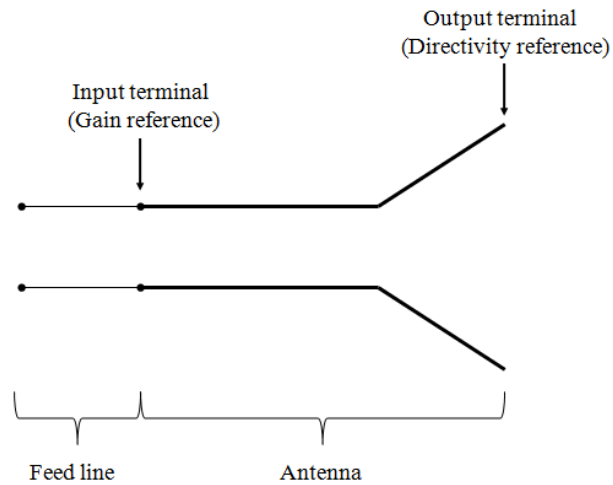 Output terminal
(Directivity reference)
Input terminal
(Gain reference)
Feed line
Antenna